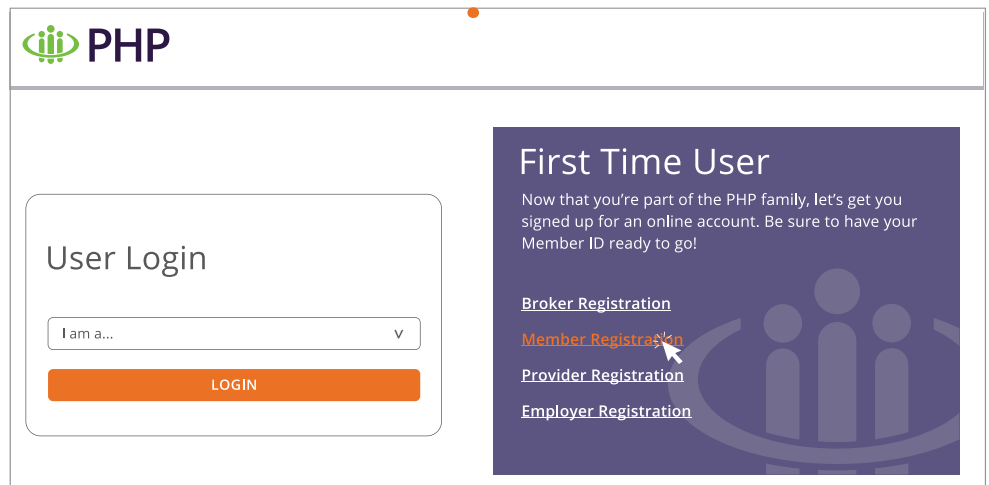 PHP
User Login
I am a...
v
LOGIN
First Time User
Now that you're part of the PHP family, let's get you
signed up for an online account. Be sure to have your
Member ID ready to go!
Broker Registration
Member Registration
Provider Registration
Employer Registration